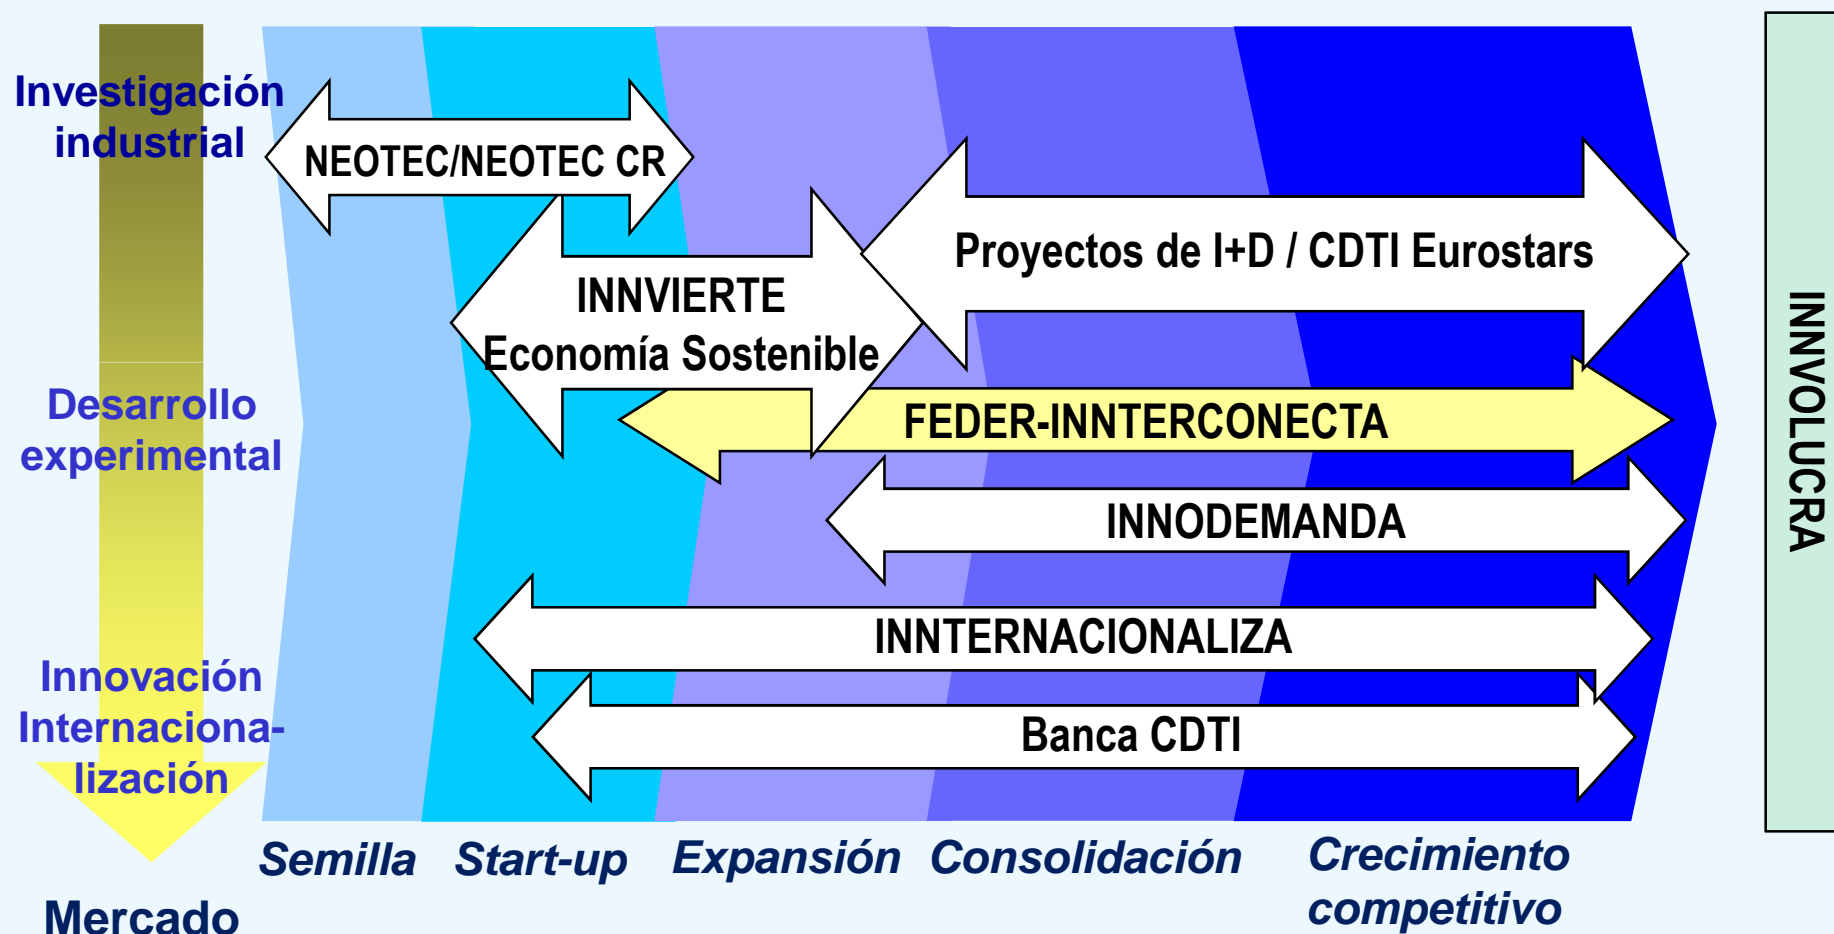 Investigación
industrial
NEOTEC/NEOTEC CR
Proyectos de I+D / CDTI Eurostars
INNVIERTE
Economía Sostenible
Desarrollo
experimental
FEDER-INNTERCONECTA
INNODEMANDA
INNTERNACIONALIZA
Innovación
Internaciona-
lización
Banca CDTI
INNVOLUCRA
Semilla
Start-up
Expansión
Consolidación
Crecimiento
competitivo
Mercado